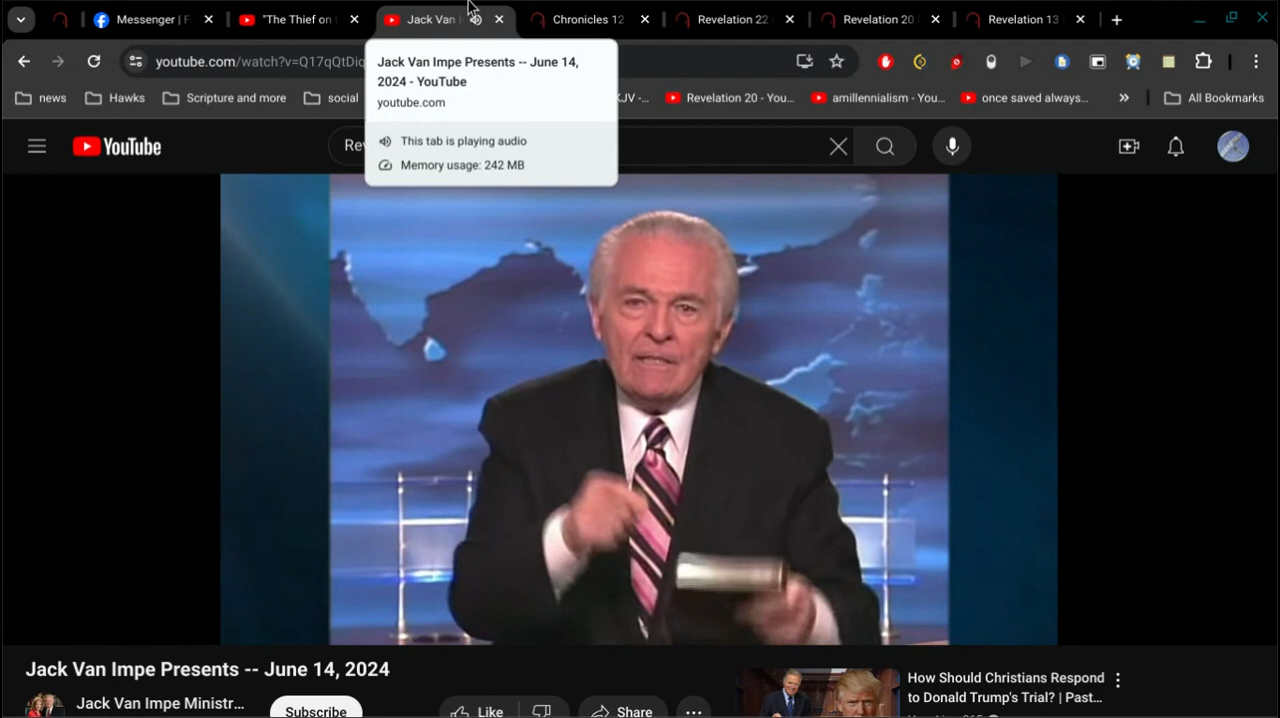 Messenger | F
"The Thief on
Jack Van I
Chronicles 12
Revelation 22
Revelation 20
Revelation 13
youtube.com/watch?v=Q17qQtDiq
Jack Van Impe Presents -- June 14,
2024 - YouTube
youtube.com
This tab is playing audio
Memory usage: 242 MB
news
Hawks
Scripture and more
social
KJV -...
Revelation 20 - You...
amillennialism - You...
once saved always...
All Bookmarks
YouTube
Rev
Jack Van Impe Presents -- June 14, 2024
Jack Van Impe Ministr...
Subscribe
Like
Share
How Should Christians Respond
to Donald Trump's Trial? | Past...